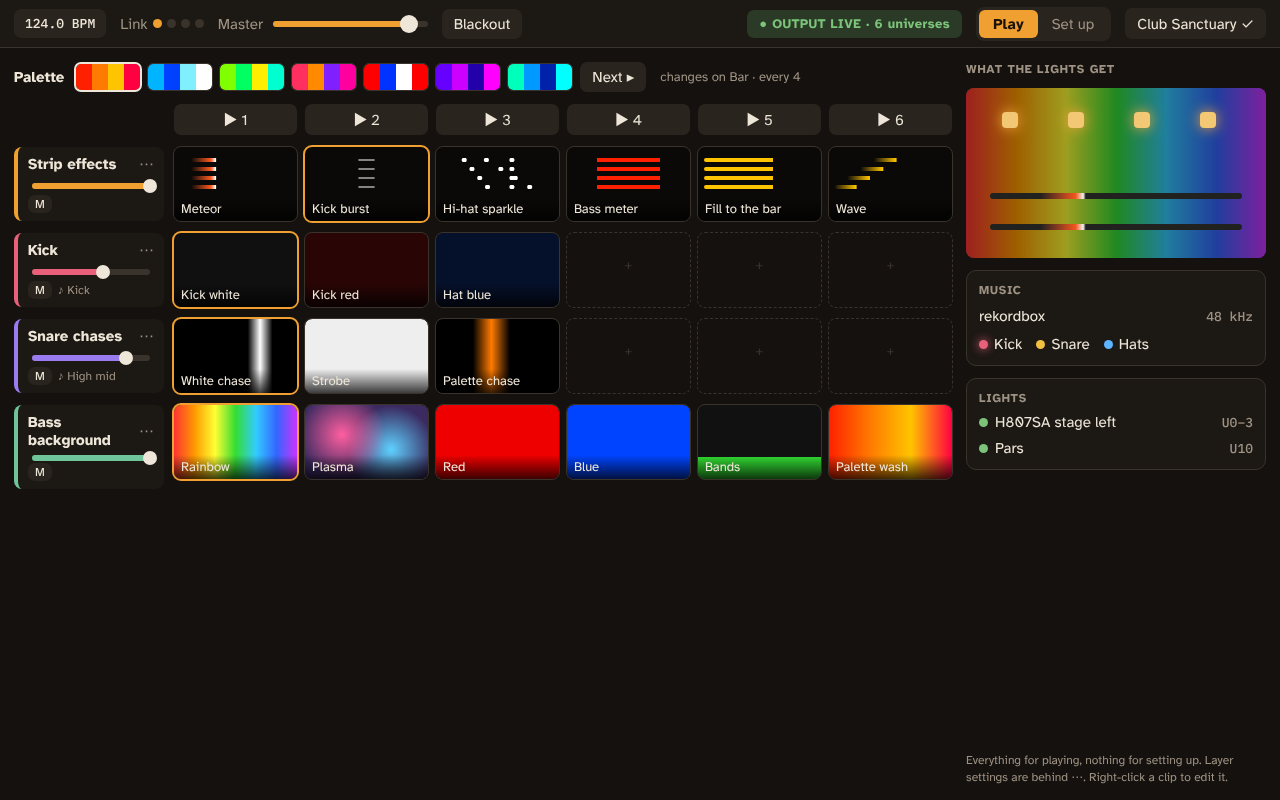 124.0 BPM Link Master Blackout ● OUTPUT LIVE · 6 universes Play Set up Club Sanctuary ✓
Palette Next ▸ changes on Bar · every 4
▶ 1 ▶ 2 ▶ 3 ▶ 4 ▶ 5 ▶ 6
Strip effects ⋯
M
Meteor Kick burst Hi-hat sparkle Bass meter Fill to the bar Wave
Kick ⋯
M ♪ Kick
Kick white Kick red Hat blue + + +
Snare chases ⋯
M ♪ High mid
White chase Strobe Palette chase + + +
Bass background ⋯
M
Rainbow Plasma Red Blue Bands Palette wash
WHAT THE LIGHTS GET
MUSIC
rekordbox 48 kHz
Kick Snare Hats
LIGHTS
H807SA stage left U0–3
Pars U10
Everything for playing, nothing for setting up. Layer
settings are behind ⋯. Right-click a clip to edit it.